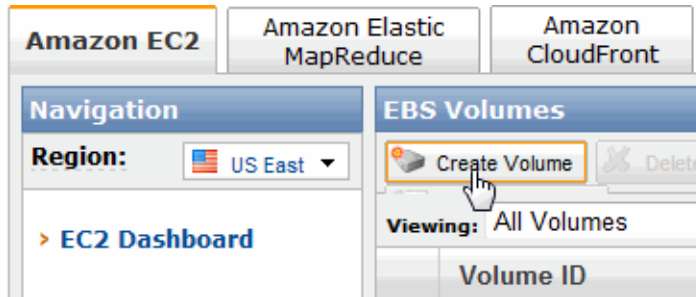 Amazon EC2
Amazon Elastic
MapReduce
Amazon
CloudFront
Navigation
EBS Volumes
Region:
US East
Create Volume
Delete
EC2 Dashboard
Viewing:
All Volumes
Volume ID